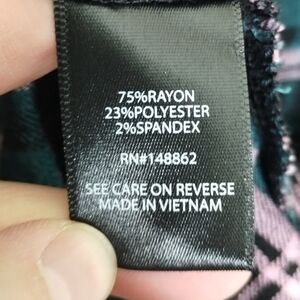 75%RAYON
23%POLYESTER
2%SPANDEX
RN#148862
SEE CARE ON REVERSE
MADE IN VIETNAM